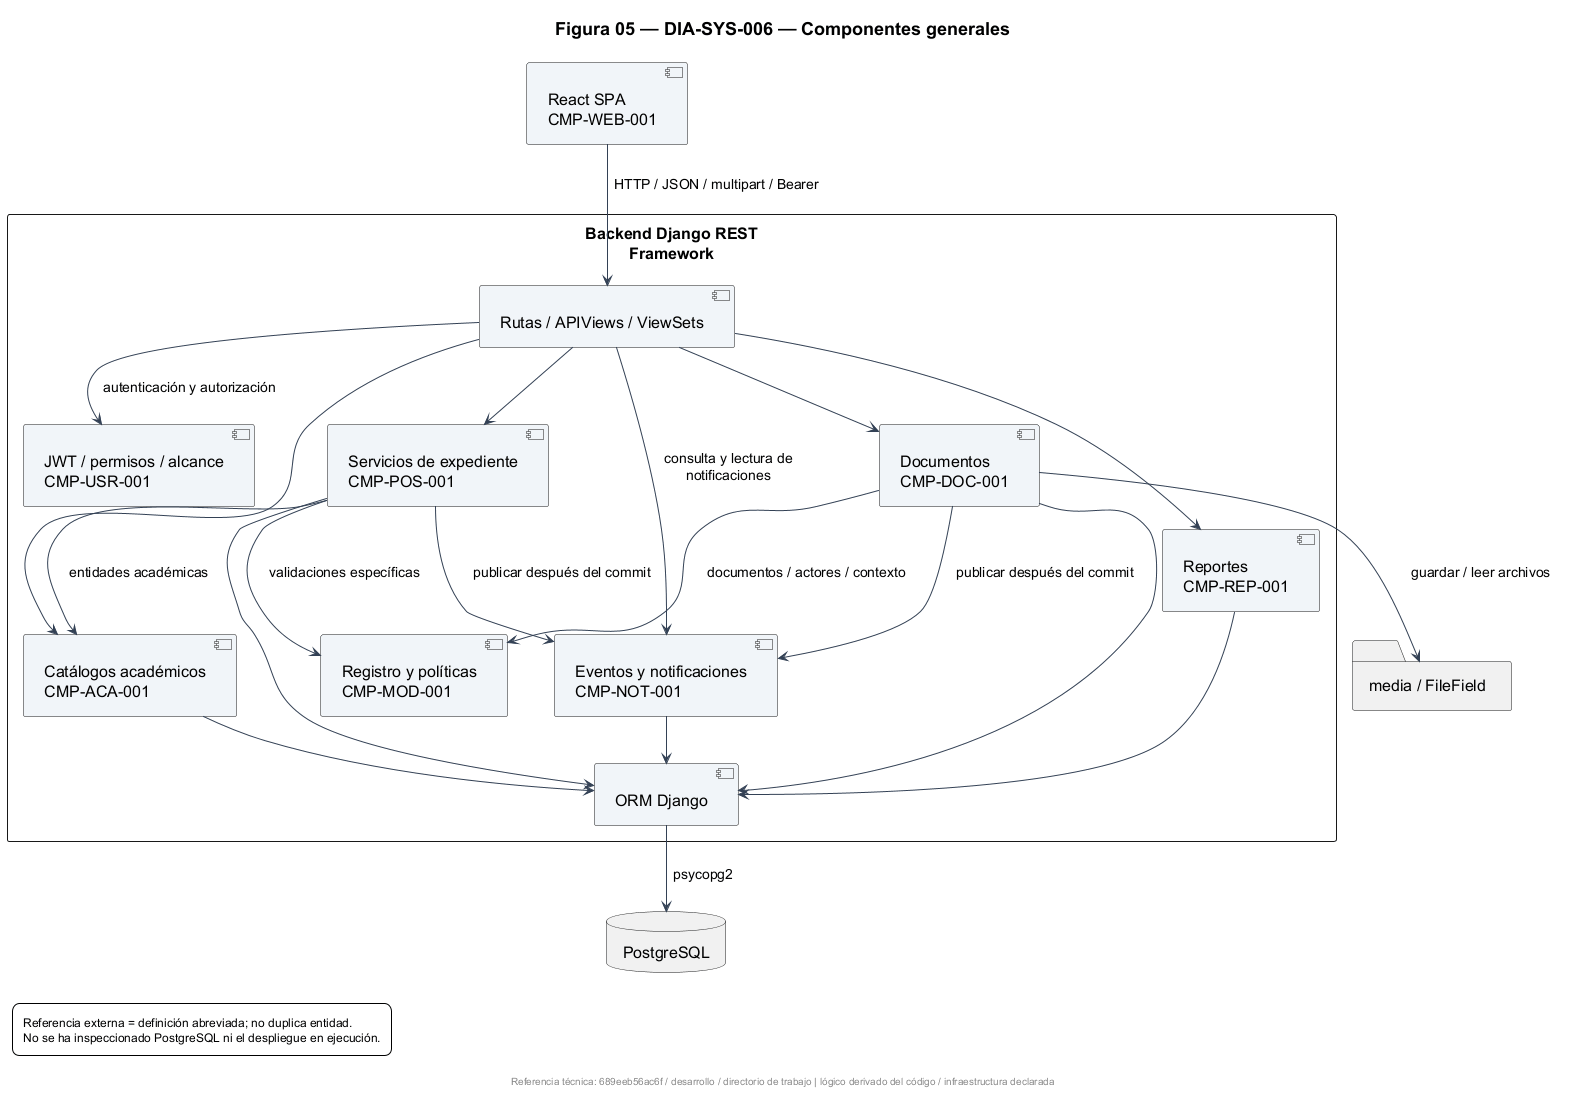 Figura 05 — DIA-SYS-006 — Componentes generales
React SPA
CMP-WEB-001
HTTP / JSON / multipart / Bearer
Backend Django REST
Framework
Rutas / APIViews / ViewSets
autenticación y autorización
JWT / permisos / alcance
CMP-USR-001
Servicios de expediente
CMP-POS-001
consulta y lectura de
notificaciones
Documentos
CMP-DOC-001
entidades académicas
validaciones específicas
publicar después del commit
documentos / actores / contexto
publicar después del commit
Reportes
CMP-REP-001
guardar / leer archivos
Catálogos académicos
CMP-ACA-001
Registro y políticas
CMP-MOD-001
Eventos y notificaciones
CMP-NOT-001
media / FileField
ORM Django
psycopg2
PostgreSQL
Referencia externa = definición abreviada; no duplica entidad.
No se ha inspeccionado PostgreSQL ni el despliegue en ejecución.
Referencia técnica: 689eeb56ac6f / desarrollo / directorio de trabajo | lógico derivado del código / infraestructura declarada